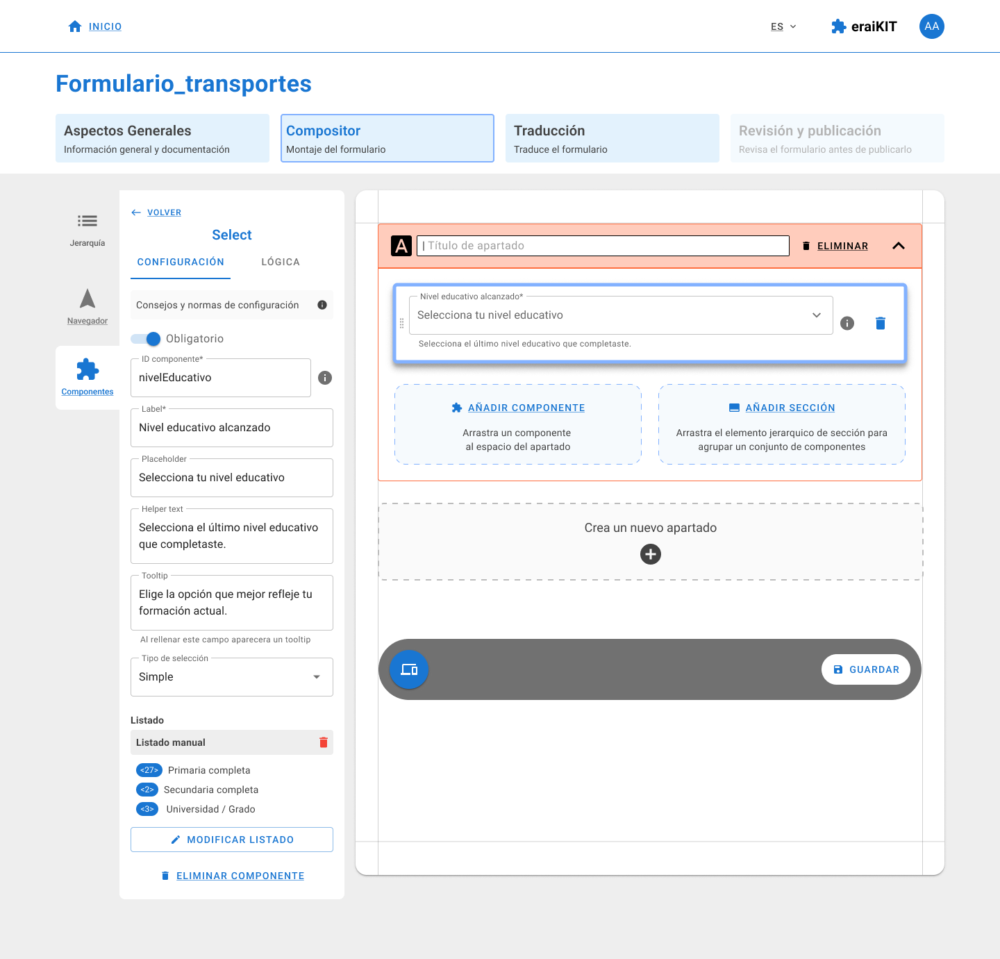 INICIO
ES
eraiKIT
AA
Formulario_transportes
Aspectos Generales
Información general y documentación
Compositor
Montaje del formulario
Traducción
Traduce el formulario
Revisión y publicación
Revisa el formulario antes de publicarlo
Jerarquía
Navegador
Componentes
VOLVER
Select
CONFIGURACIÓN
LÓGICA
Consejos y normas de configuración
Obligatorio
ID componente*
nivelEducativo
Label*
Nivel educativo alcanzado
Placeholder
Selecciona tu nivel educativo
Helper text
Selecciona el último nivel educativo
que completaste.
Tooltip
Elige la opción que mejor refleje tu
formación actual.
Al rellenar este campo aparecera un tooltip
Tipo de selección
Simple
Listado
Listado manual
<27> Primaria completa
<2> Secundaria completa
<3> Universidad / Grado
MODIFICAR LISTADO
ELIMINAR COMPONENTE
A
| Título de apartado
ELIMINAR
Nivel educativo alcanzado*
Selecciona tu nivel educativo
Selecciona el último nivel educativo que completaste.
AÑADIR COMPONENTE
Arrastra un componente
al espacio del apartado
AÑADIR SECCIÓN
Arrastra el elemento jerarquico de sección para
agrupar un conjunto de componentes
Crea un nuevo apartado
GUARDAR